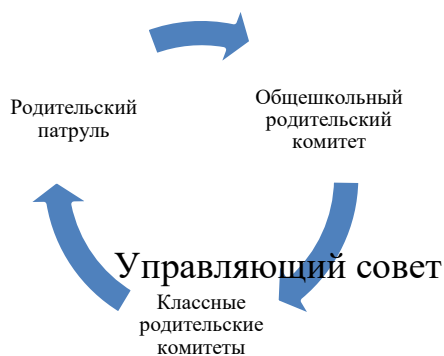 Родительский
патруль
Общешкольный
родительский
комитет
Управляющий совет
Классные
родительские
комитеты